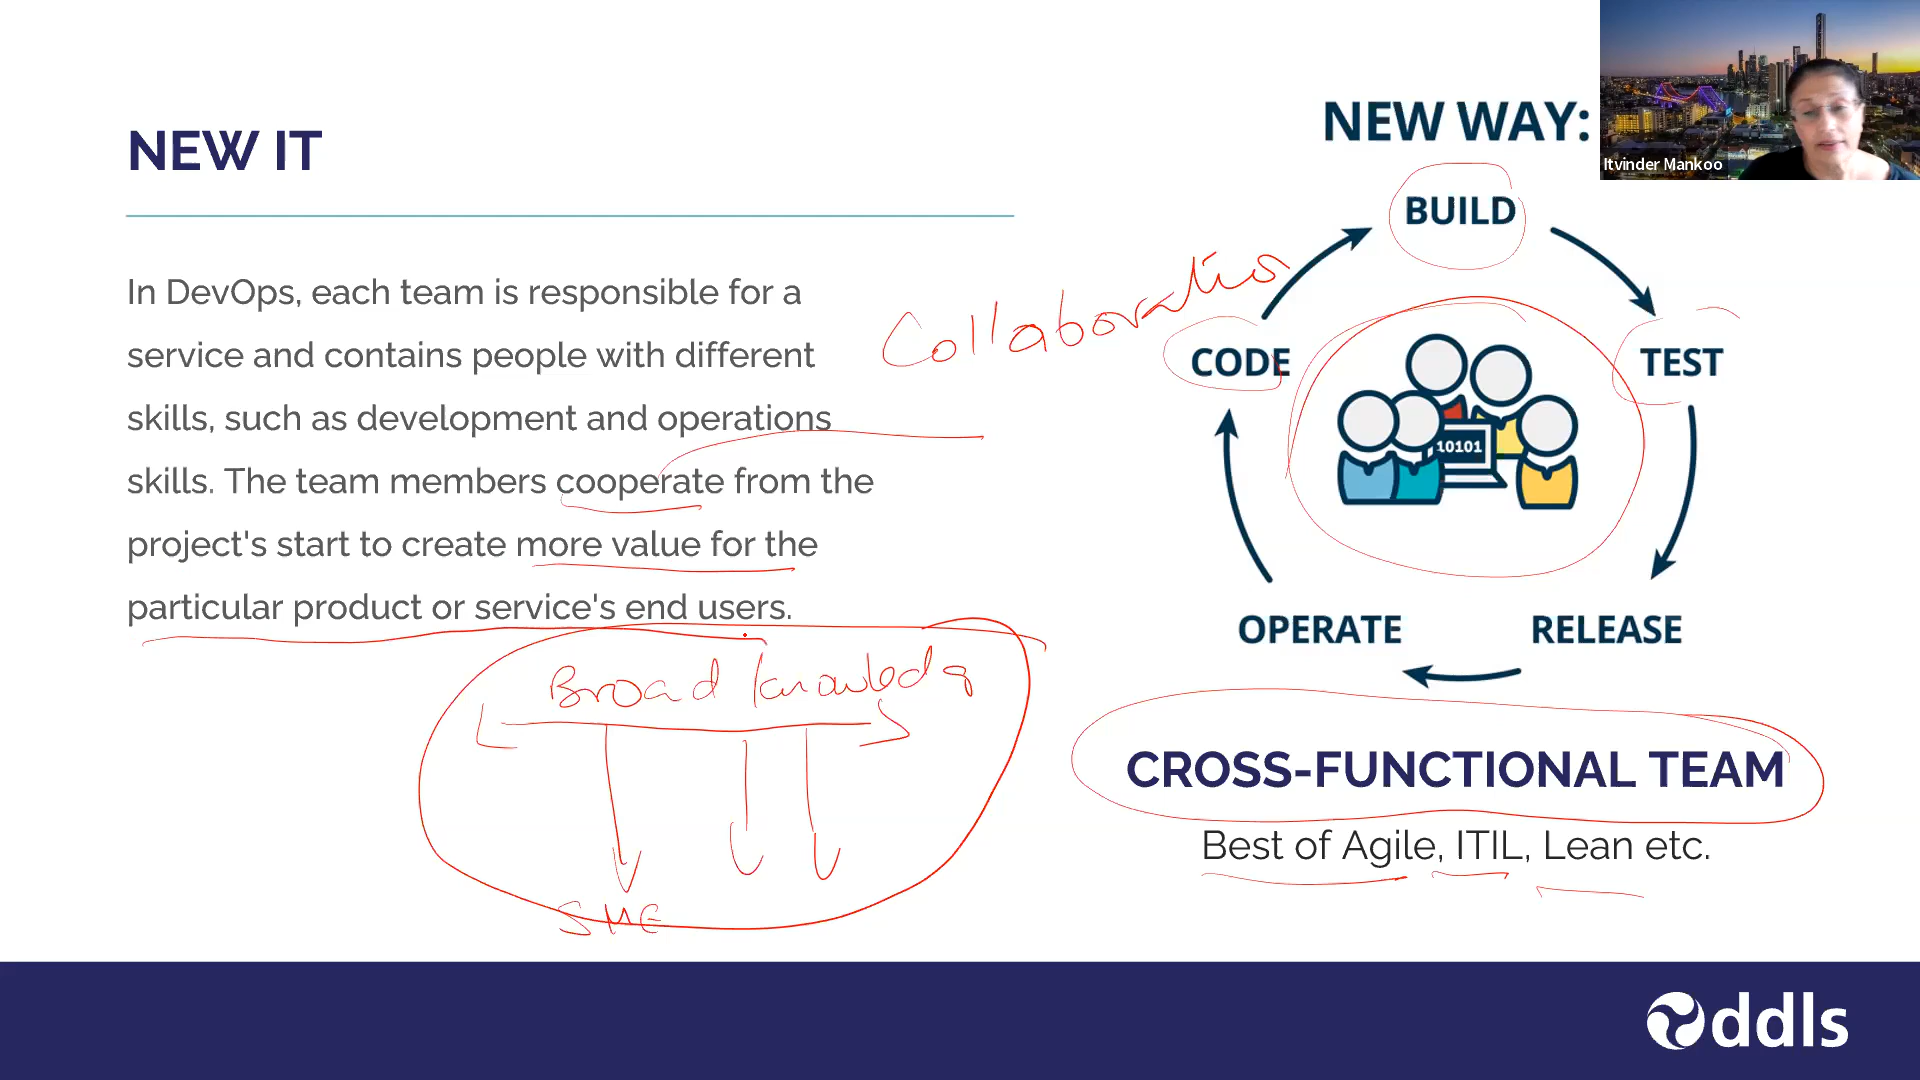 NEW IT
In DevOps, each team is responsible for a
service and contains people with different
skills, such as development and operations
skills. The team members cooperate from the
project's start to create more value for the
particular product or service's end users.
Broad knowledg
SME
Collaboratio
NEW WAY:
Itvinder Mankoo
BUILD
CODE
TEST
10101
OPERATE
RELEASE
CROSS-FUNCTIONAL TEAM
Best of Agile, ITIL, Lean etc.
ddls